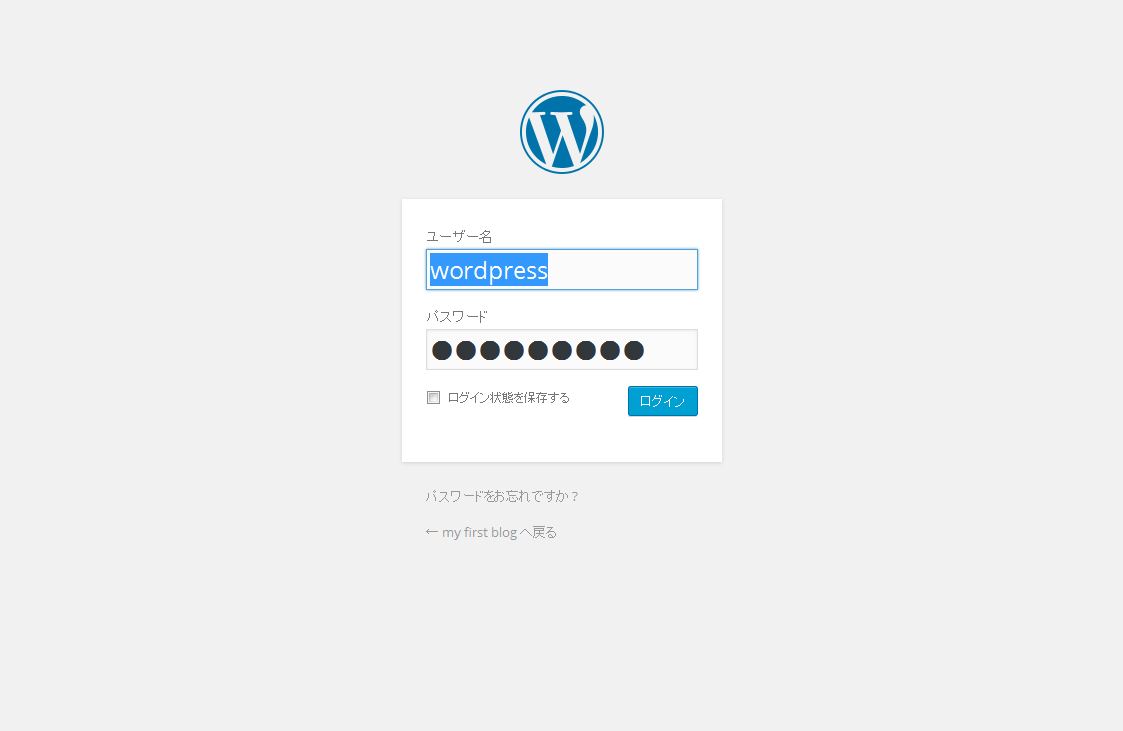 ユーザー名
wordpress
パスワード
●●●●●●●●●
ログイン状態を保存する
ログイン
パスワードをお忘れですか ?
← my first blog へ戻る